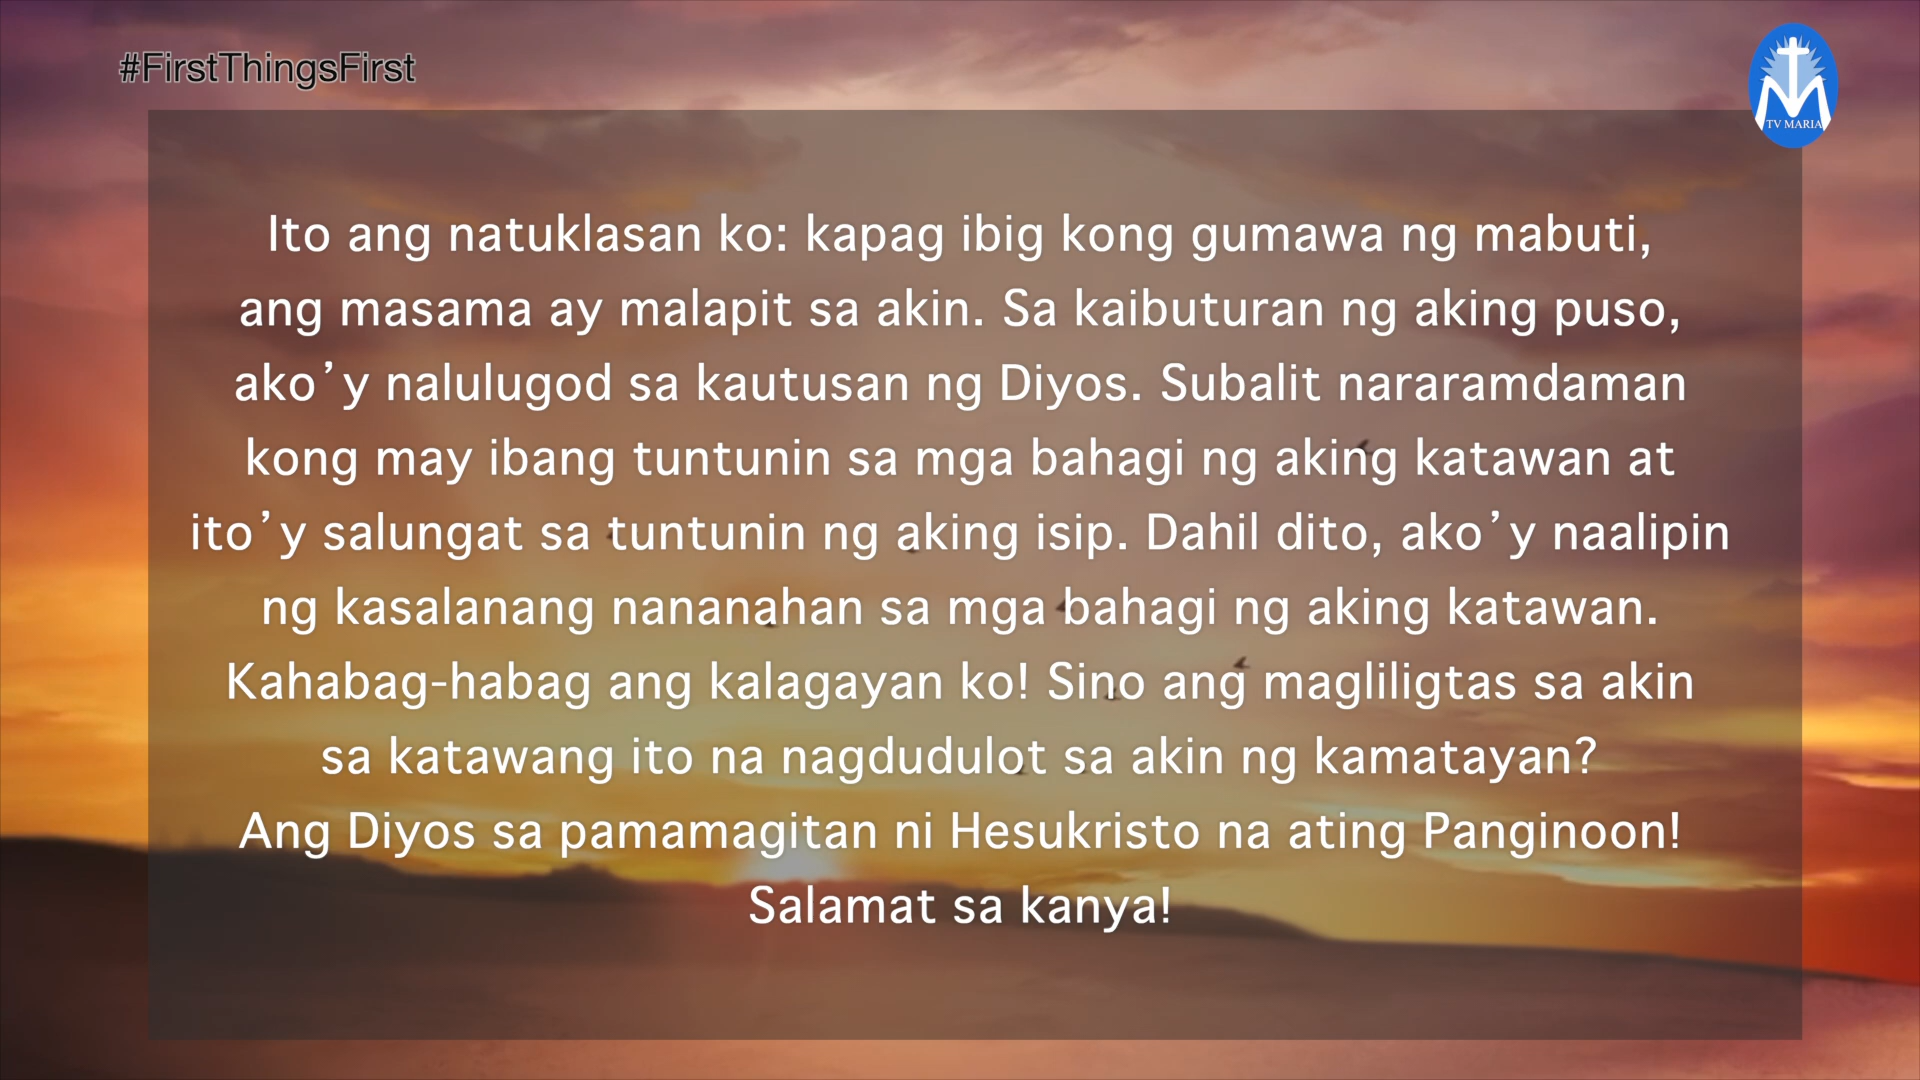 #FirstThingsFirst
TV MARIA
Ito ang natuklasan ko: kapag ibig kong gumawa ng mabuti,
ang masama ay malapit sa akin. Sa kaibuturan ng aking puso,
ako’y nalulugod sa kautusan ng Diyos. Subalit nararamdaman
kong may ibang tuntunin sa mga bahagi ng aking katawan at
ito’y salungat sa tuntunin ng aking isip. Dahil dito, ako’y naalipin
ng kasalanang nananahan sa mga bahagi ng aking katawan.
Kahabag-habag ang kalagayan ko! Sino ang magliligtas sa akin
sa katawang ito na nagdudulot sa akin ng kamatayan?
Ang Diyos sa pamamagitan ni Hesukristo na ating Panginoon!
Salamat sa kanya!